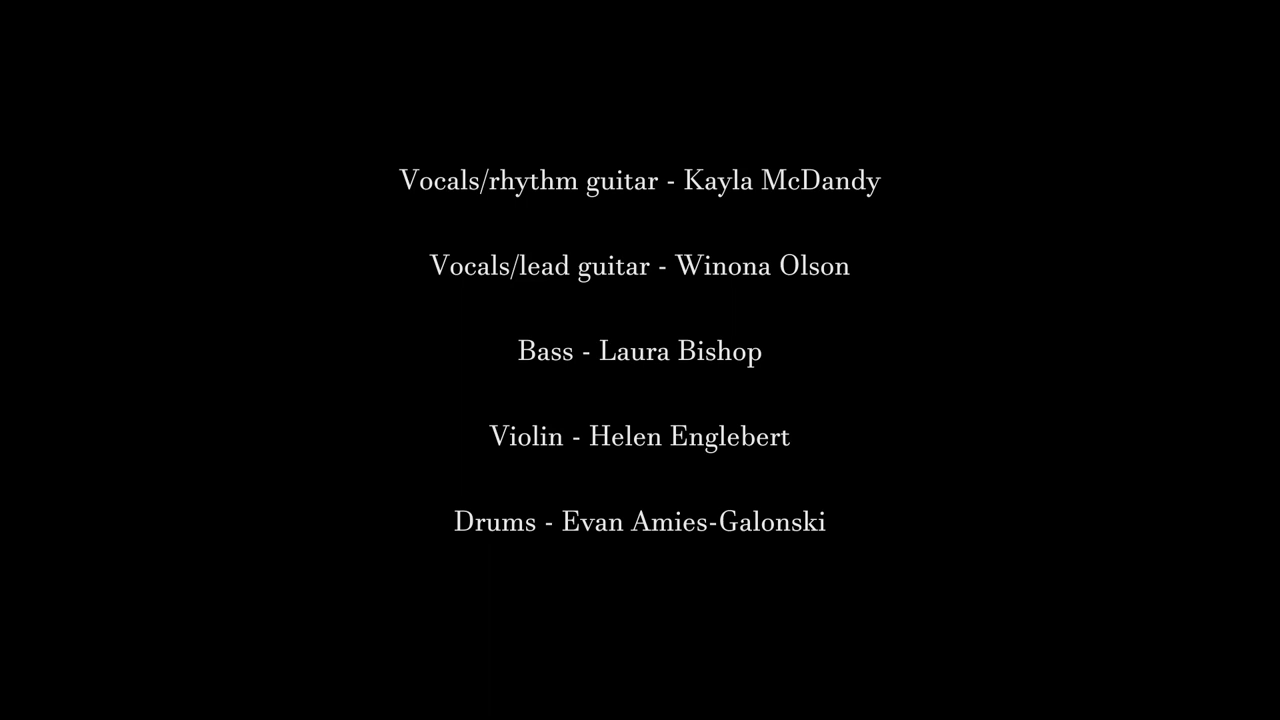 Vocals/rhythm guitar - Kayla McDandy
Vocals/lead guitar - Winona Olson
Bass - Laura Bishop
Violin - Helen Englebert
Drums - Evan Amies-Galonski